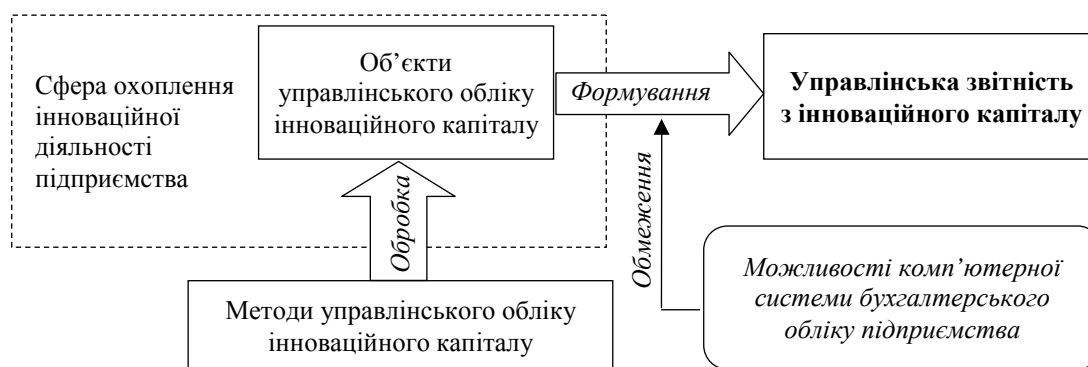 Сфера охоплення
інноваційної
діяльності
підприємства
Об’єкти
управлінського обліку
інноваційного капіталу
Формування
Управлінська звітність
з інноваційного капіталу
Обробка
Обмеження
Методи управлінського обліку
інноваційного капіталу
Можливості комп’ютерної
системи бухгалтерського
обліку підприємства